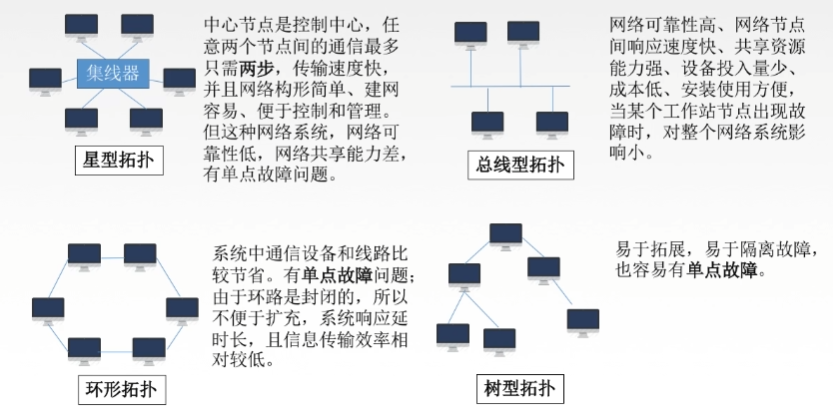 集线器
星型拓扑
中心节点是控制中心，任
意两个节点间的通信最多
只需两步，传输速度快，
并且网络构形简单、建网
容易、便于控制和管理。
但这种网络系统，网络可
靠性低，网络共享能力差，
有单点故障问题。
总线型拓扑
网络可靠性高、网络节点
间响应速度快、共享资源
能力强、设备投入量少、
成本低、安装使用方便，
当某个工作站节点出现故
障时，对整个网络系统影
响小。
环形拓扑
系统中通信设备和线路比
较节省。有单点故障问题；
由于环路是封闭的，所以
不便于扩充，系统响应延
时长，且信息传输效率相
对较低。
树型拓扑
易于拓展，易于隔离故障，
也容易有单点故障。